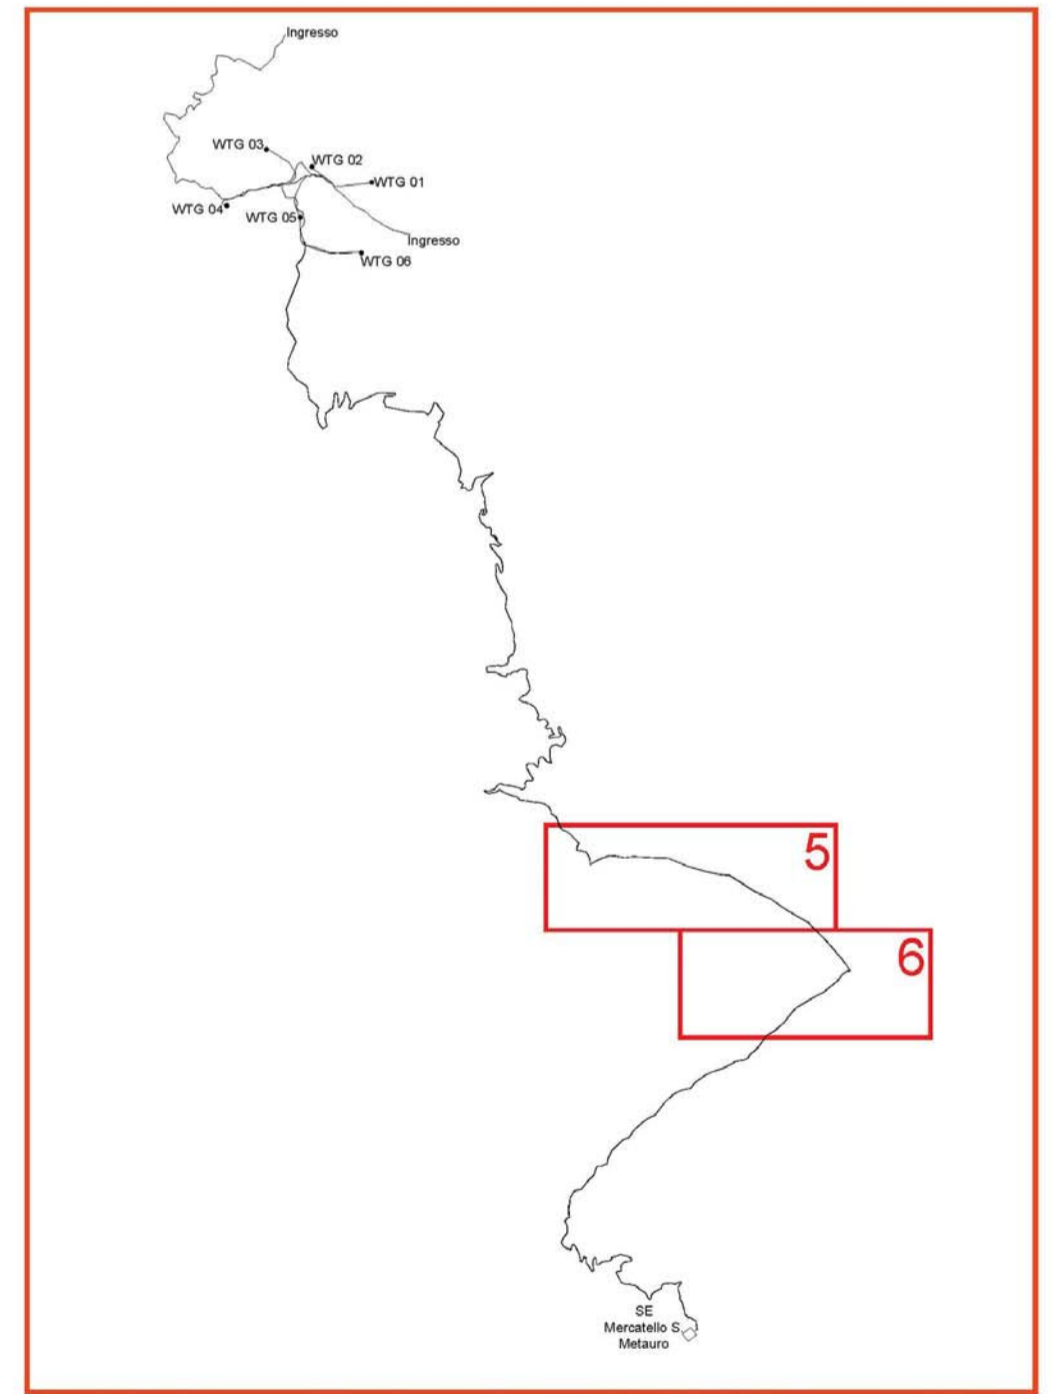 Ingresso
WTG 03
WTG 02
WTG 01
WTG 04
WTG 05
Ingresso
WTG 06
5
6
SE
Mercatello S.
Metauro